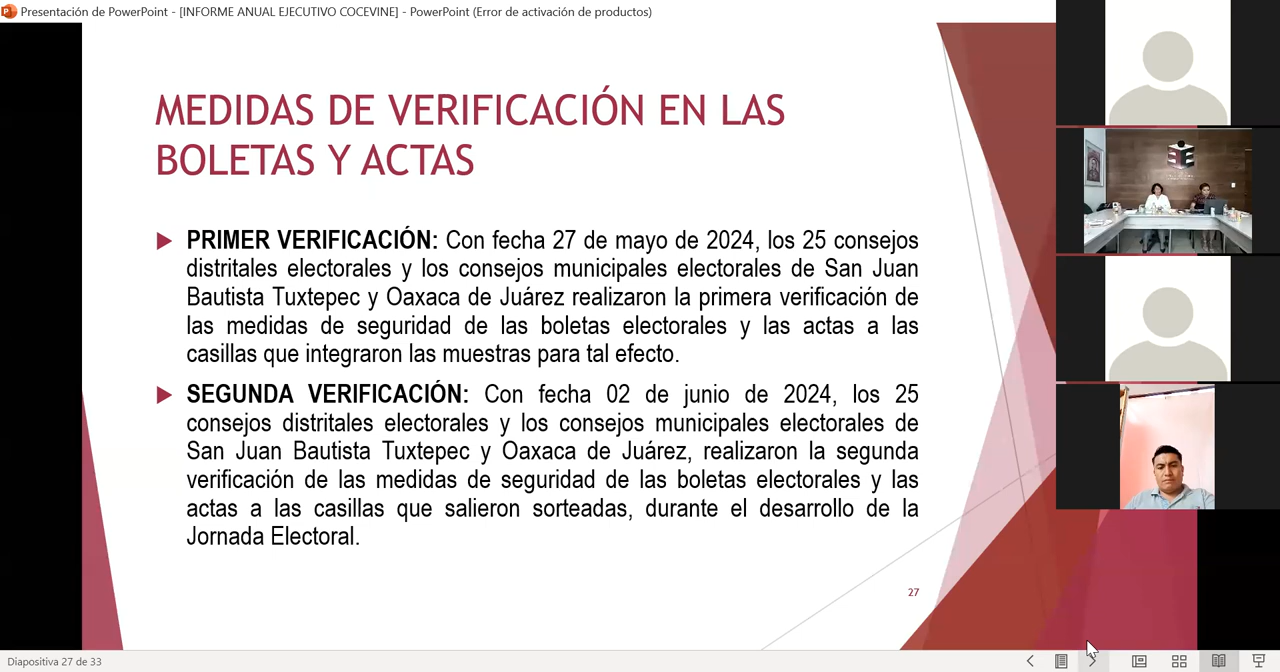 Presentación de PowerPoint - [INFORME ANUAL EJECUTIVO COCEVINE] - PowerPoint (Error de activación de productos)
MEDIDAS DE VERIFICACIÓN EN LAS
BOLETAS Y ACTAS
PRIMER VERIFICACIÓN: Con fecha 27 de mayo de 2024, los 25 consejos
distritales electorales y los consejos municipales electorales de San Juan
Bautista Tuxtepec y Oaxaca de Juárez realizaron la primera verificación de
las medidas de seguridad de las boletas electorales y las actas a las
casillas que integraron las muestras para tal efecto.
SEGUNDA VERIFICACIÓN: Con fecha 02 de junio de 2024, los 25
consejos distritales electorales y los consejos municipales electorales de
San Juan Bautista Tuxtepec y Oaxaca de Juárez, realizaron la segunda
verificación de las medidas de seguridad de las boletas electorales y las
actas a las casillas que salieron sorteadas, durante el desarrollo de la
Jornada Electoral.
27
Diapositiva 27 de 33